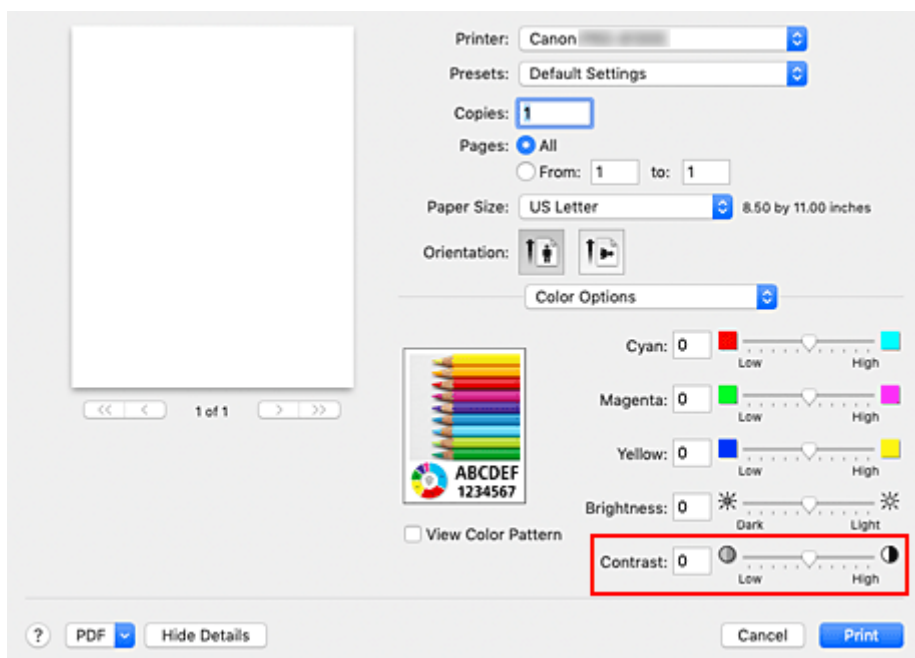 Printer: Canon
Presets: Default Settings
Copies: 1
Pages: All
From: 1 to: 1
Paper Size: US Letter 8.50 by 11.00 inches
Orientation:
Color Options
Cyan: 0
Low High
Magenta: 0
Low High
Yellow: 0
Low High
Brightness: 0
Dark Light
Contrast: 0
Low High
<< < 1 of 1 > >>
ABCDEF
1234567
View Color Pattern
? PDF Hide Details Cancel Print